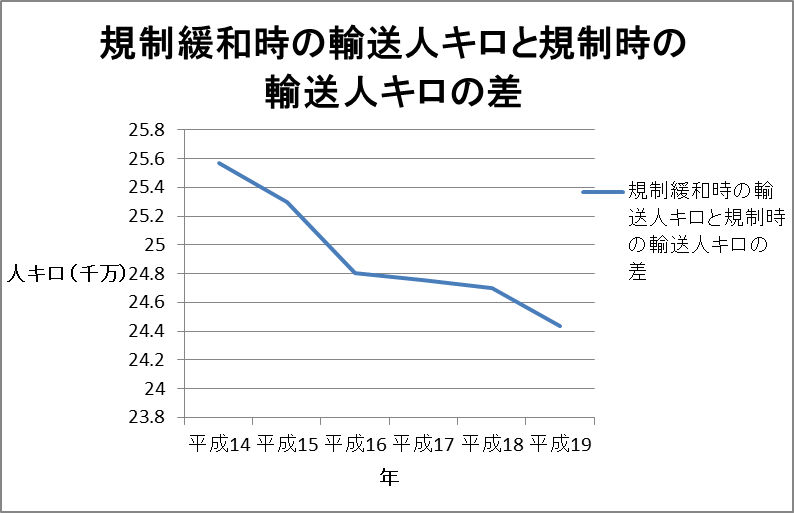 規制緩和時の輸送人キロと規制時の
輸送人キロの差
25.8
25.6
25.4
25.2
25
24.8
24.6
24.4
24.2
24
23.8
人キロ(千万)
平成14 平成15 平成16 平成17 平成18 平成19
年
規制緩和時の輸
送人キロと規制時
の輸送人キロの
差